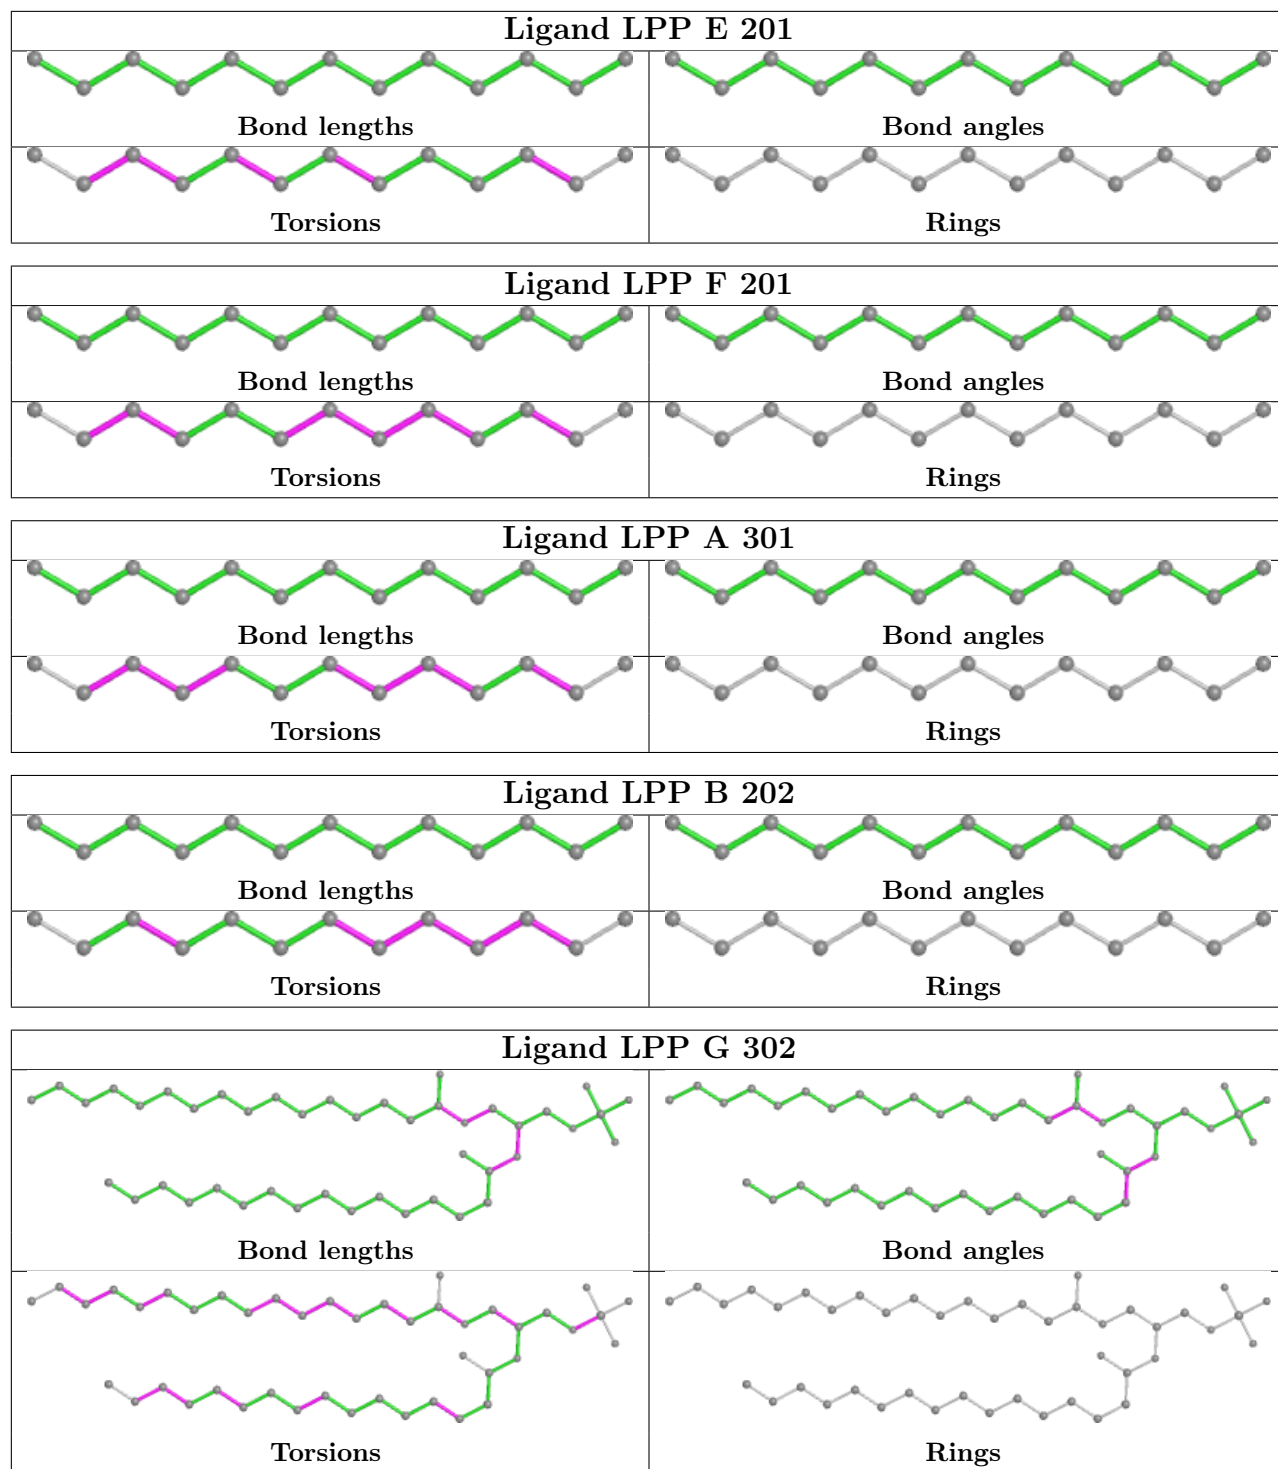 Ligand LPP E 201
Bond lengths Bond angles
Torsions Rings
Ligand LPP F 201
Bond lengths Bond angles
Torsions Rings
Ligand LPP A 301
Bond lengths Bond angles
Torsions Rings
Ligand LPP B 202
Bond lengths Bond angles
Torsions Rings
Ligand LPP G 302
Bond lengths Bond angles
Torsions Rings